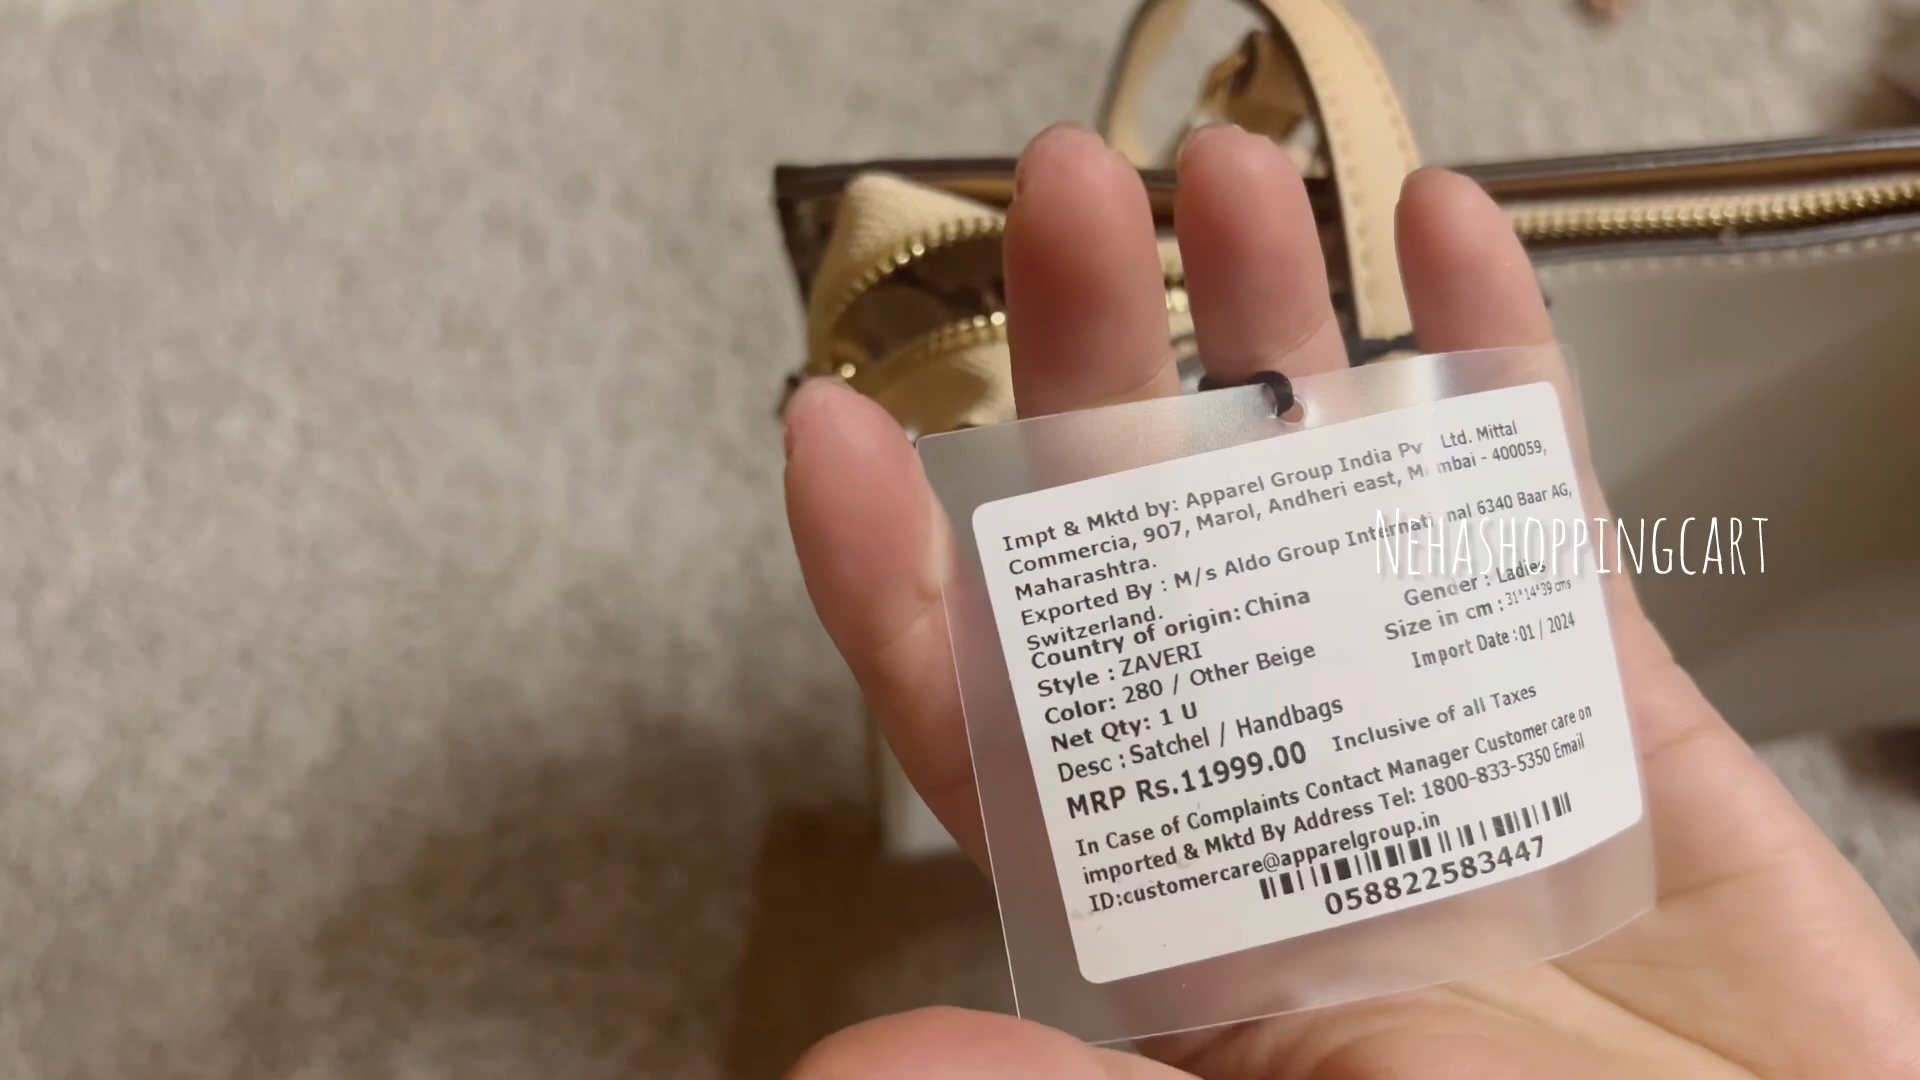 Impt & Mktd by: Apparel Group India Pv Ltd. Mittal
Commercia, 907, Marol, Andheri east, M mbai - 400059,
Maharashtra.
Exported By : M/s Aldo Group Internati nal 6340 Baar AG,
Switzerland.
Country of origin: China
Gender : Ladies
Style : ZAVERI
Size in cm : 31*14*39 cms
Color: 280 / Other Beige
Import Date : 01 / 2024
Net Qty: 1 U
Desc : Satchel / Handbags
MRP Rs.11999.00 Inclusive of all Taxes
In Case of Complaints Contact Manager Customer care on
imported & Mktd By Address Tel: 1800-833-5350 Email
ID:customercare@apparelgroup.in
058822583447
NEHASHOPPINGCART